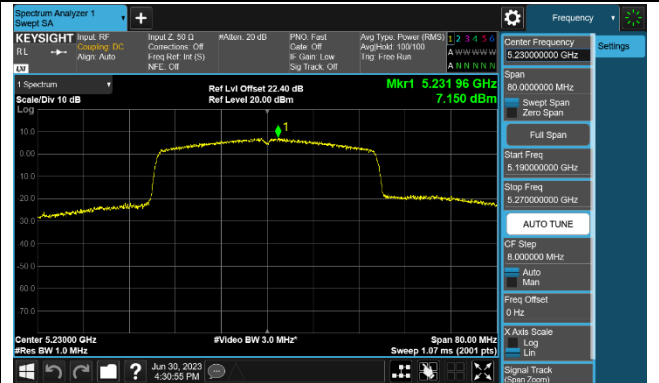 Spectrum Analyzer 1
Swept SA
Frequency
KEYSIGHT
RL
LXI
Input: RF
Coupling: DC
Align: Auto
Input Z: 50 Ω
Corrections: Off
Freq Ref: Int (S)
NFE: Off
#Atten: 20 dB
PNO: Fast
Gate: Off
IF Gain: Low
Sig Track: Off
Avg Type: Power (RMS)
Avg|Hold: 100/100
Trig: Free Run
1 2 3 4 5 6
A W W W W W
A N N N N N
1 Spectrum
Scale/Div 10 dB
Log
Ref Lvl Offset 22.40 dB
Ref Level 20.00 dBm
Mkr1 5.231 96 GHz
7.150 dBm
1
10.0
0.00
-10.0
-20.0
-30.0
-40.0
-50.0
-60.0
-70.0
Center 5.23000 GHz
#Res BW 1.0 MHz
#Video BW 3.0 MHz*
Span 80.00 MHz
Sweep 1.07 ms (2001 pts)
Jun 30, 2023
4:30:55 PM
?
Center Frequency
5.230000000 GHz
Settings
Span
80.0000000 MHz
Swept Span
Zero Span
Full Span
Start Freq
5.190000000 GHz
Stop Freq
5.270000000 GHz
AUTO TUNE
CF Step
8.000000 MHz
Auto
Man
Freq Offset
0 Hz
X Axis Scale
Log
Lin
Signal Track
(Span Zoom)